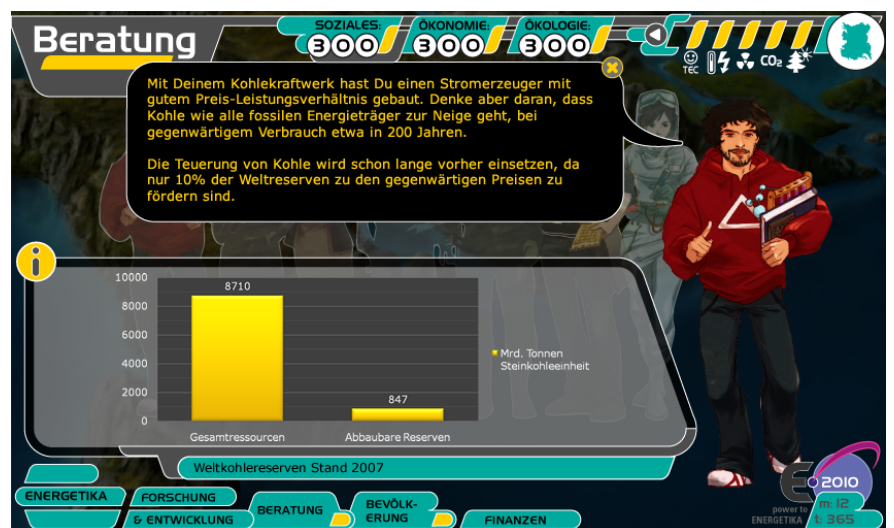 Beratung
SOZIALES:
300
ÖKONOMIE:
300
ÖKOLOGIE:
300
TEC
CO2
Mit Deinem Kohlekraftwerk hast Du einen Stromerzeuger mit
gutem Preis-Leistungsverhältnis gebaut. Denke aber daran, dass
Kohle wie alle fossilen Energieträger zur Neige geht, bei
gegenwärtigem Verbrauch etwa in 200 Jahren.
Die Teuerung von Kohle wird schon lange vorher einsetzen, da
nur 10% der Weltreserven zu den gegenwärtigen Preisen zu
fördern sind.
i
10000
8000
6000
4000
2000
0
8710
847
Gesamtressourcen
Abbaubare Reserven
Mrd. Tonnen
Steinkohleeinheit
Weltkohlereserven Stand 2007
ENERGETIKA
FORSCHUNG
& ENTWICKLUNG
BERATUNG
BEVÖLK-
ERUNG
FINANZEN
E 2010
power to
ENERGETIKA
m: 12
t: 365